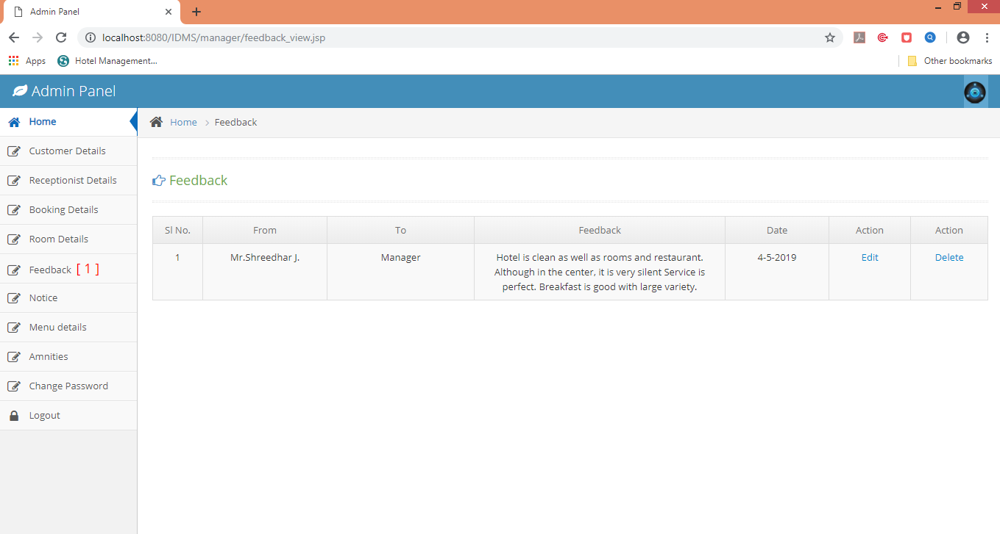 Admin Panel
localhost:8080/IDMS/manager/feedback_view.jsp
Apps
Hotel Management...
Other bookmarks
Admin Panel
Home
Customer Details
Receptionist Details
Booking Details
Room Details
Feedback [ 1 ]
Notice
Menu details
Amnities
Change Password
Logout
Home > Feedback
Feedback
Sl No. From To Feedback Date Action Action
1 Mr.Shreedhar J. Manager Hotel is clean as well as rooms and restaurant. 4-5-2019 Edit Delete
Although in the center, it is very silent Service is
perfect. Breakfast is good with large variety.